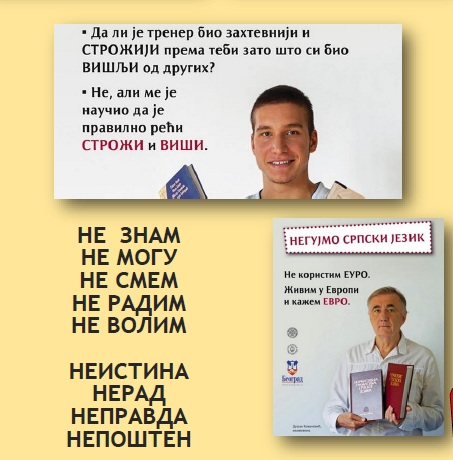 ▪ Да ли је тренер био захтевнији и
СТРОЖИЈИ према теби зато што си био
ВИШЉИ од других?
▪ Не, али ме је
научио да је
правилно рећи
СТРОЖИ и ВИШИ.
НЕ ЗНАМ
НЕ МОГУ
НЕ СМЕМ
НЕ РАДИМ
НЕ ВОЛИМ
НЕИСТИНА
НЕРАД
НЕПРАВДА
НЕПОШТЕН
НЕГУЈМО СРПСКИ ЈЕЗИК
Не користим ЕУРО.
Живим у Европи
и кажем ЕВРО.
Београд